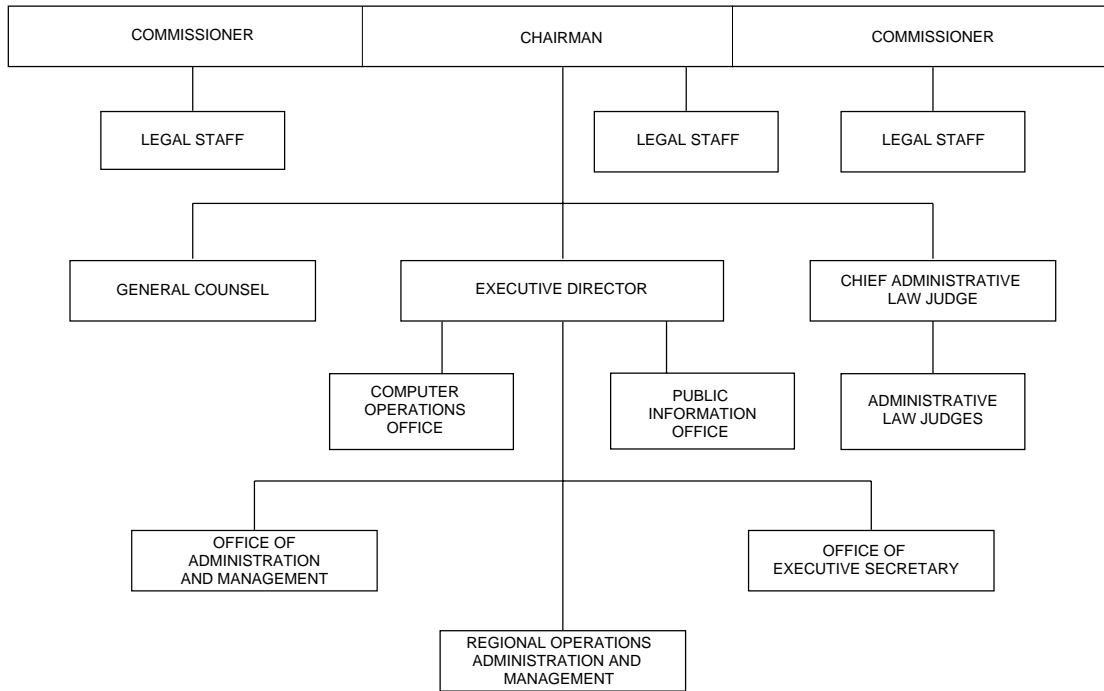 COMMISSIONER
CHAIRMAN
COMMISSIONER
LEGAL STAFF
LEGAL STAFF
LEGAL STAFF
GENERAL COUNSEL
EXECUTIVE DIRECTOR
CHIEF ADMINISTRATIVE
LAW JUDGE
COMPUTER
OPERATIONS
OFFICE
PUBLIC
INFORMATION
OFFICE
ADMINISTRATIVE
LAW JUDGES
OFFICE OF
ADMINISTRATION
AND MANAGEMENT
OFFICE OF
EXECUTIVE SECRETARY
REGIONAL OPERATIONS
ADMINISTRATION AND
MANAGEMENT